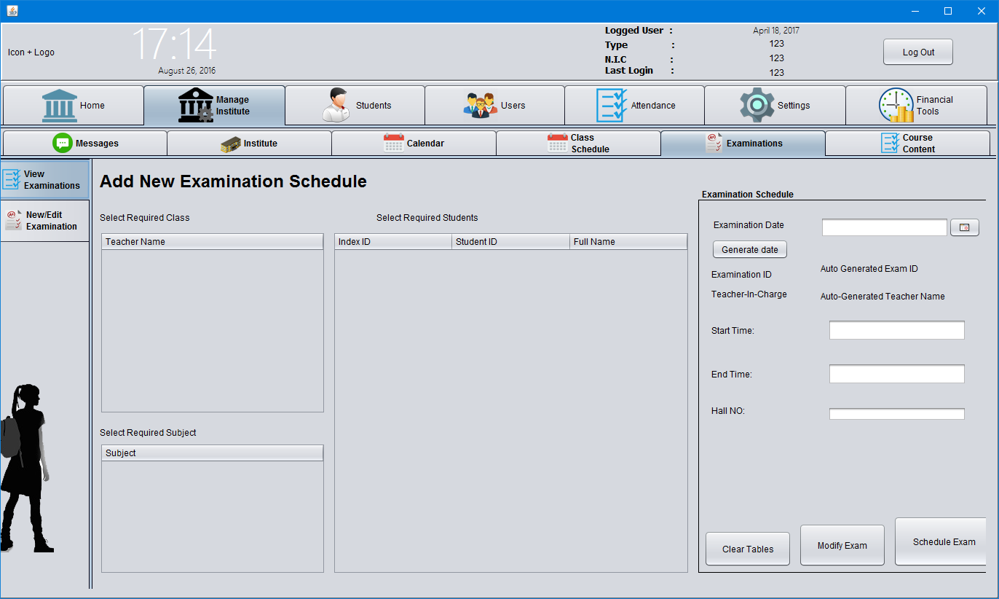 Icon + Logo
17:14
August 26, 2016
Logged User :
April 18, 2017
Type :
123
N.I.C :
123
Last Login :
123
Log Out
Home
Manage
Institute
Students
Users
Attendance
Settings
Financial
Tools
Messages
Institute
Calendar
Class
Schedule
Examinations
Course
Content
View
Examinations
New/Edit
Examination
Add New Examination Schedule
Select Required Class
Teacher Name
Select Required Students
Index ID
Student ID
Full Name
Select Required Subject
Subject
Examination Schedule
Examination Date
Generate date
Examination ID
Auto Generated Exam ID
Teacher-In-Charge
Auto-Generated Teacher Name
Start Time:
End Time:
Hall NO:
Clear Tables
Modify Exam
Schedule Exam